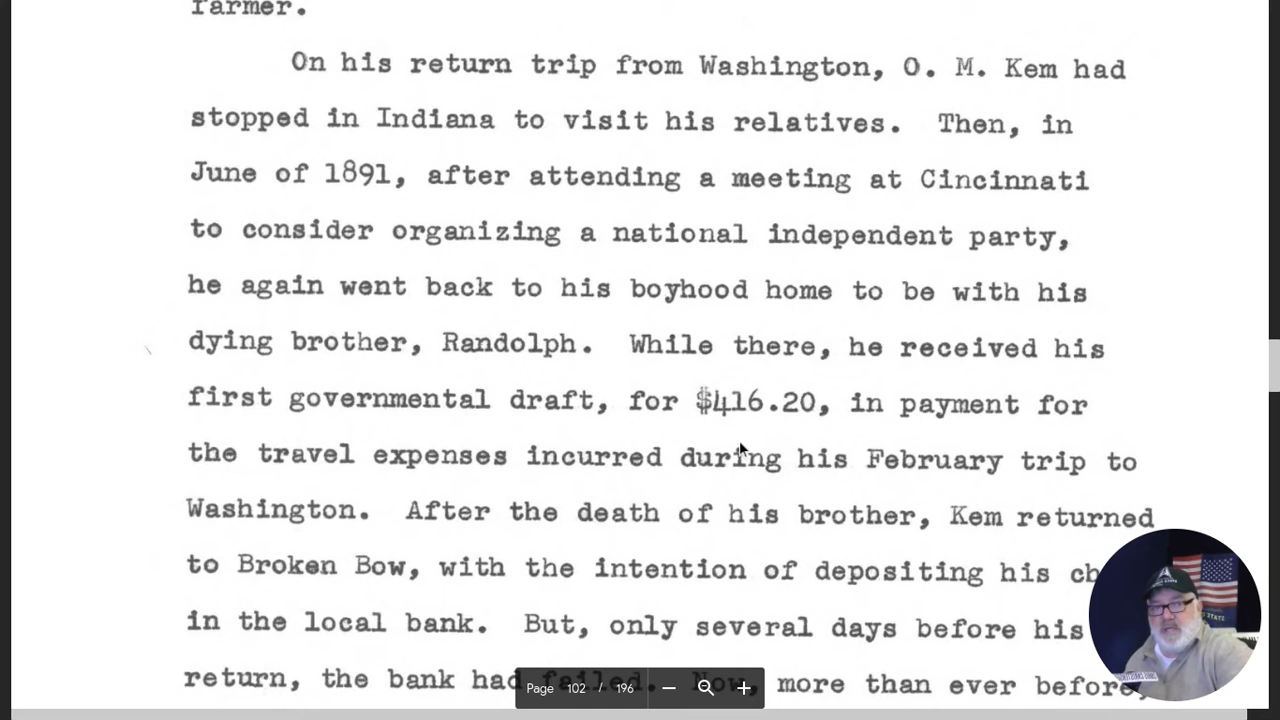 farmer.
On his return trip from Washington, O. M. Kem had
stopped in Indiana to visit his relatives. Then, in
June of 1891, after attending a meeting at Cincinnati
to consider organizing a national independent party,
he again went back to his boyhood home to be with his
dying brother, Randolph. While there, he received his
first governmental draft, for $416.20, in payment for
the travel expenses incurred during his February trip to
Washington. After the death of his brother, Kem returned
to Broken Bow, with the intention of depositing his
in the local bank. But, only several days before his
return, the bank had failed. Now, more than ever before,
Page 102 / 196